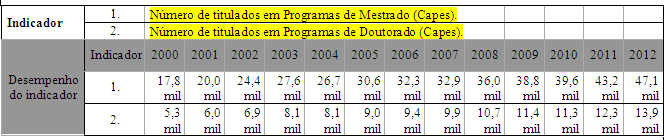 Indicador 1. Número de titulados em Programas de Mestrado (Capes).
2. Número de titulados em Programas de Doutorado (Capes).
Desempenho do indicador
Indicador 2000 2001 2002 2003 2004 2005 2006 2007 2008 2009 2010 2011 2012
1. 17,8 mil 20,0 mil 24,4 mil 27,6 mil 26,7 mil 30,6 mil 32,3 mil 32,9 mil 36,0 mil 38,8 mil 39,6 mil 43,2 mil 47,1 mil
2. 5,3 mil 6,0 mil 6,9 mil 8,1 mil 8,1 mil 9,0 mil 9,4 mil 9,9 mil 10,7 mil 11,4 mil 11,3 mil 12,3 mil 13,9 mil